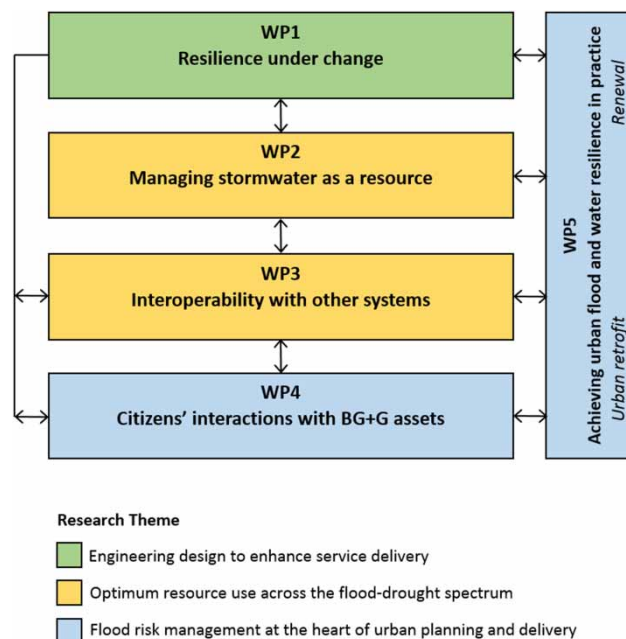 WP1
Resilience under change
WP2
Managing stormwater as a resource
WP3
Interoperability with other systems
WP4
Citizens’ interactions with BG+G assets
WP5
Achieving urban flood and water resilience in practice
Urban retrofit
Renewal
Research Theme
Engineering design to enhance service delivery
Optimum resource use across the flood-drought spectrum
Flood risk management at the heart of urban planning and delivery